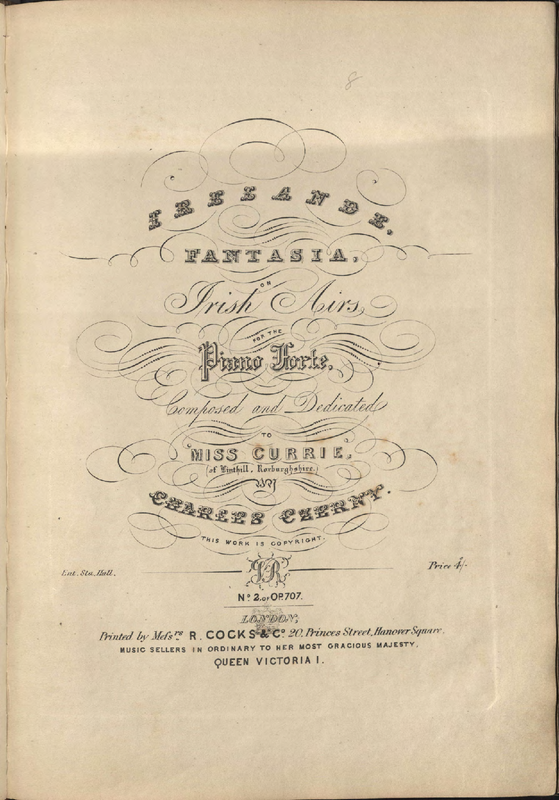 8
IRELANDE,
FANTASIA,
ON
Irish Airs
FOR THE
Piano Forte,
Composed and Dedicated
TO
MISS CURRIE,
(of Linthill, Roxburghshire.)
BY
CHARLES CZERNY.
THIS WORK IS COPYRIGHT.
Ent. Sta. Hall.
Price 4/-
No. 2. OF OP. 707.
LONDON,
Printed by Messrs R. COCKS & Co. 20, Princes Street, Hanover Square.
MUSIC SELLERS IN ORDINARY TO HER MOST GRACIOUS MAJESTY,
QUEEN VICTORIA I.